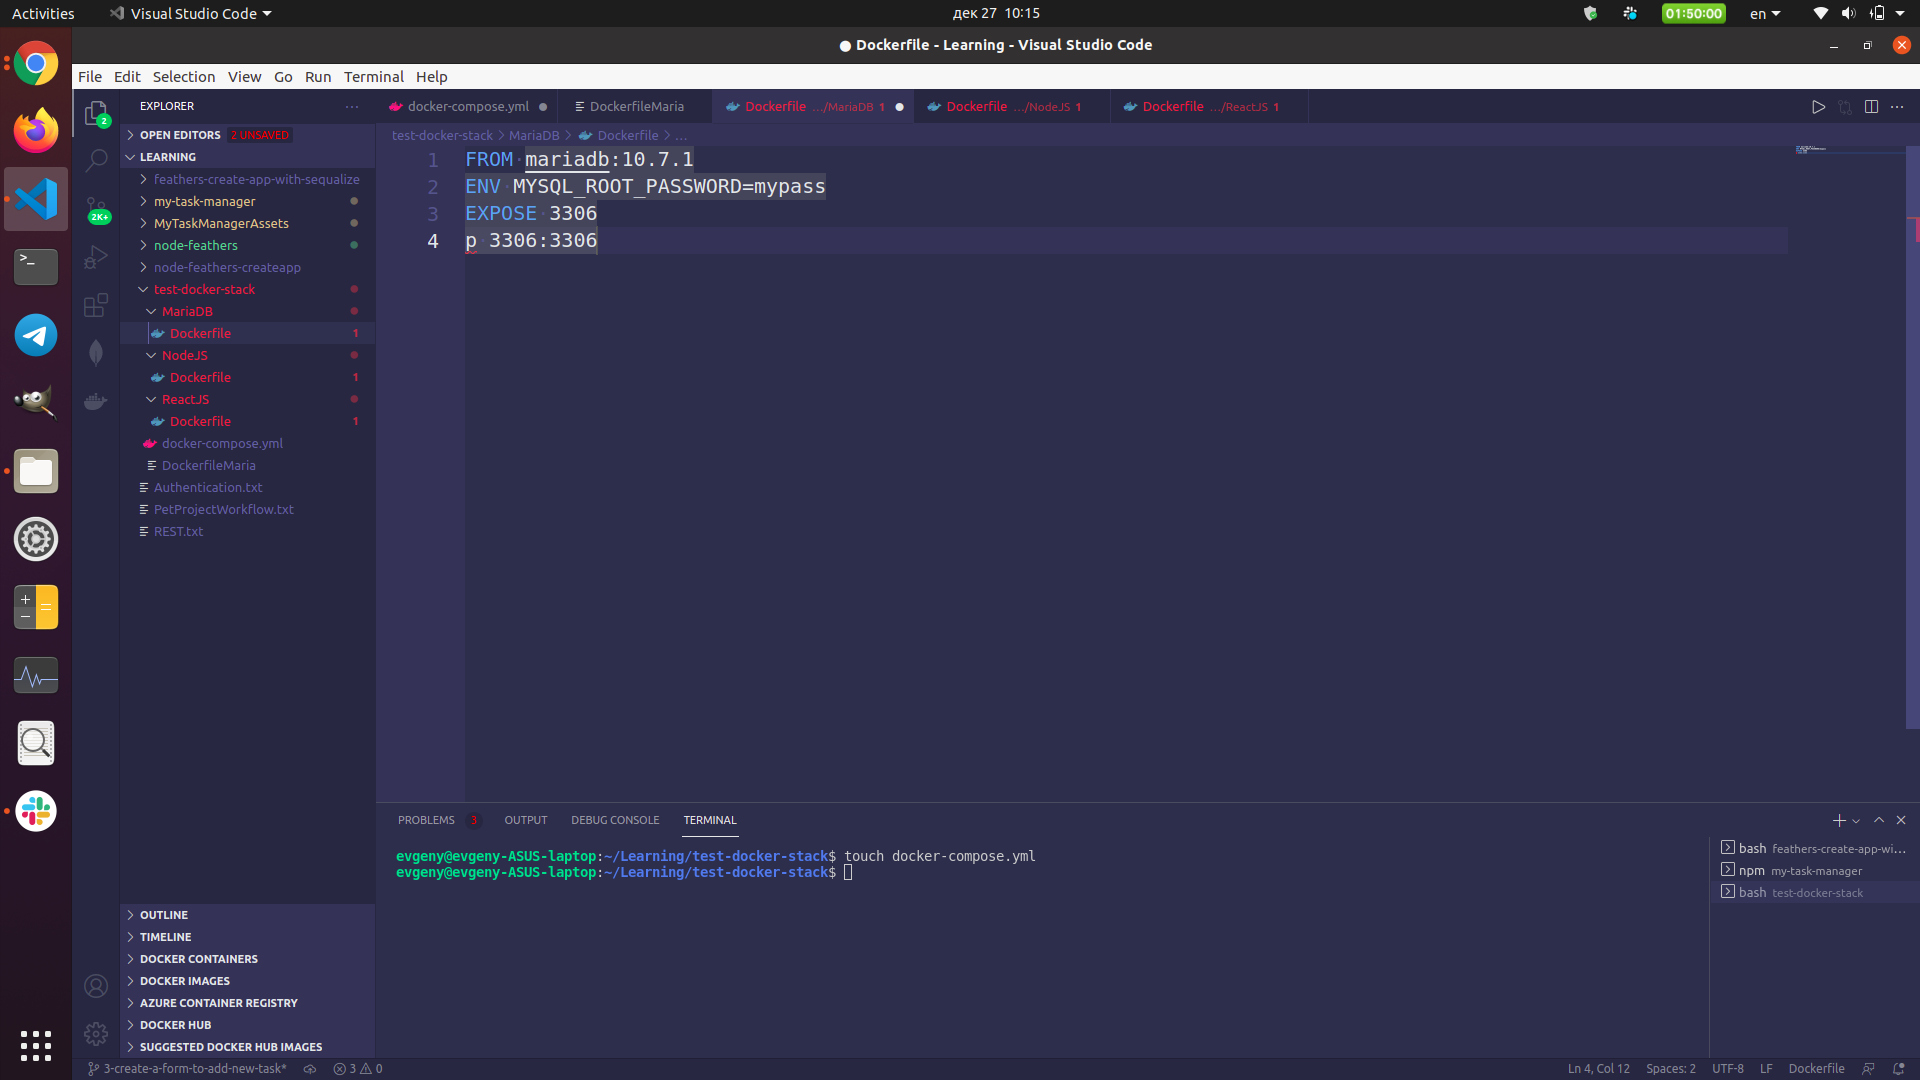 Activities
Visual Studio Code
дек 27 10:15
01:50:00
en
● Dockerfile - Learning - Visual Studio Code
File Edit Selection View Go Run Terminal Help
EXPLORER
OPEN EDITORS 2 UNSAVED
LEARNING
feathers-create-app-with-sequalize
my-task-manager
MyTaskManagerAssets
node-feathers
node-feathers-createapp
test-docker-stack
MariaDB
Dockerfile 1
NodeJS
Dockerfile 1
ReactJS
Dockerfile 1
docker-compose.yml
DockerfileMaria
Authentication.txt
PetProjectWorkflow.txt
REST.txt
OUTLINE
TIMELINE
DOCKER CONTAINERS
DOCKER IMAGES
AZURE CONTAINER REGISTRY
DOCKER HUB
SUGGESTED DOCKER HUB IMAGES
2
2K+
docker-compose.yml
DockerfileMaria
Dockerfile .../MariaDB 1
Dockerfile .../NodeJS 1
Dockerfile .../ReactJS 1
test-docker-stack > MariaDB > Dockerfile > ...
1 FROM mariadb:10.7.1
2 ENV MYSQL_ROOT_PASSWORD=mypass
3 EXPOSE 3306
4 p 3306:3306
PROBLEMS 3 OUTPUT DEBUG CONSOLE TERMINAL
evgeny@evgeny-ASUS-laptop:~/Learning/test-docker-stack$ touch docker-compose.yml
evgeny@evgeny-ASUS-laptop:~/Learning/test-docker-stack$
bash feathers-create-app-wi...
npm my-task-manager
bash test-docker-stack
3-create-a-form-to-add-new-task*
3 0
Ln 4, Col 12
Spaces: 2
UTF-8
LF
Dockerfile